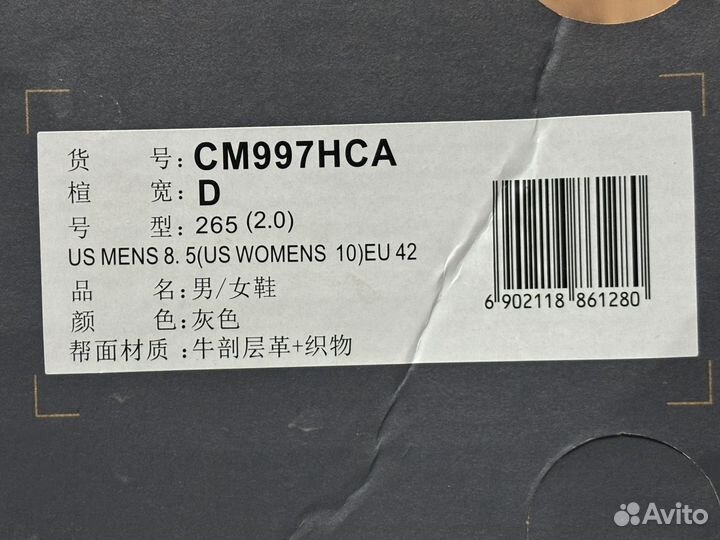 货 号: CM997HCA
楦 宽: D
号 型: 265 (2.0)
US MENS 8. 5(US WOMENS 10)EU 42
品 名: 男/女鞋
颜 色: 灰色
帮面材质: 牛剖层革+织物
6 902118 861280
Avito